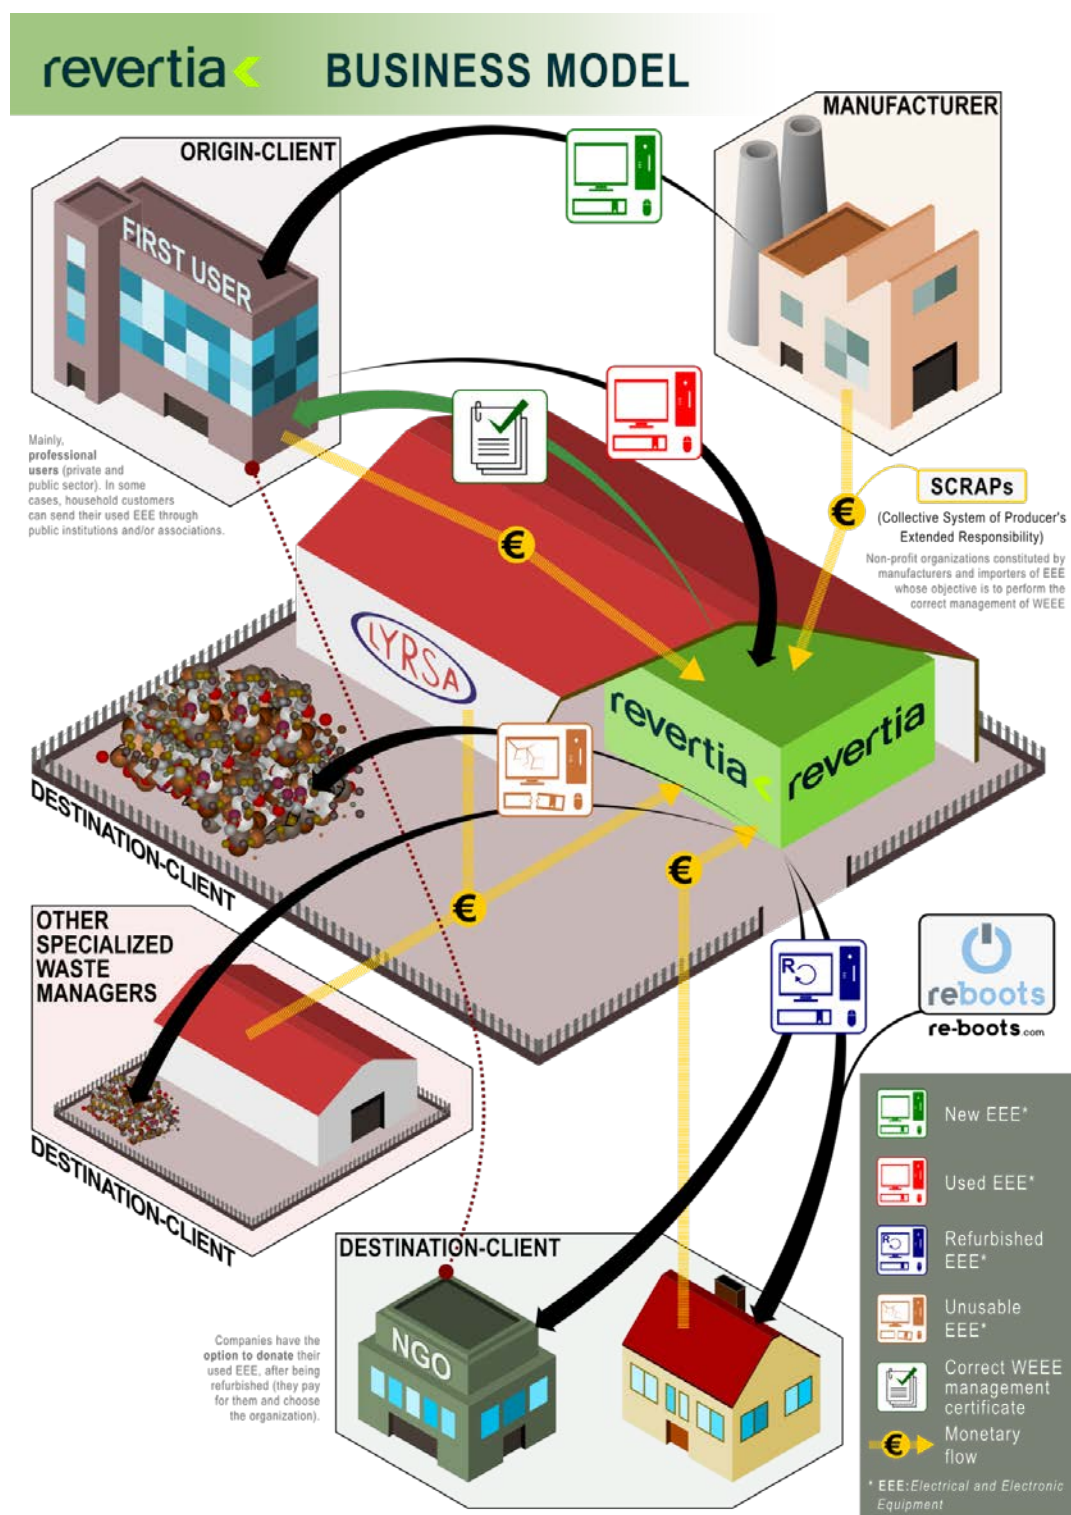 revertia BUSINESS MODEL
MANUFACTURER
ORIGIN-CLIENT
FIRST USER
Mainly,
professional
users (private and
public sector). In some
cases, household customers
can send their used EEE through
public institutions and/or associations.
€
€
SCRAPs
(Collective System of Producer's
Extended Responsibility)
Non-profit organizations constituted by
manufacturers and importers of EEE
whose objective is to perform the
correct management of WEEE
LYRSA
revertia
revertia
DESTINATION-CLIENT
€
€
OTHER
SPECIALIZED
WASTE
MANAGERS
DESTINATION-CLIENT
R
reboots
re-boots.com
DESTINATION-CLIENT
NGO
Companies have the
option to donate their
used EEE, after being
refurbished (they pay
for them and choose
the organization).
New EEE*
Used EEE*
R
Refurbished
EEE*
Unusable
EEE*
Correct WEEE
management
certificate
€
Monetary
flow
* EEE:Electrical and Electronic
Equipment